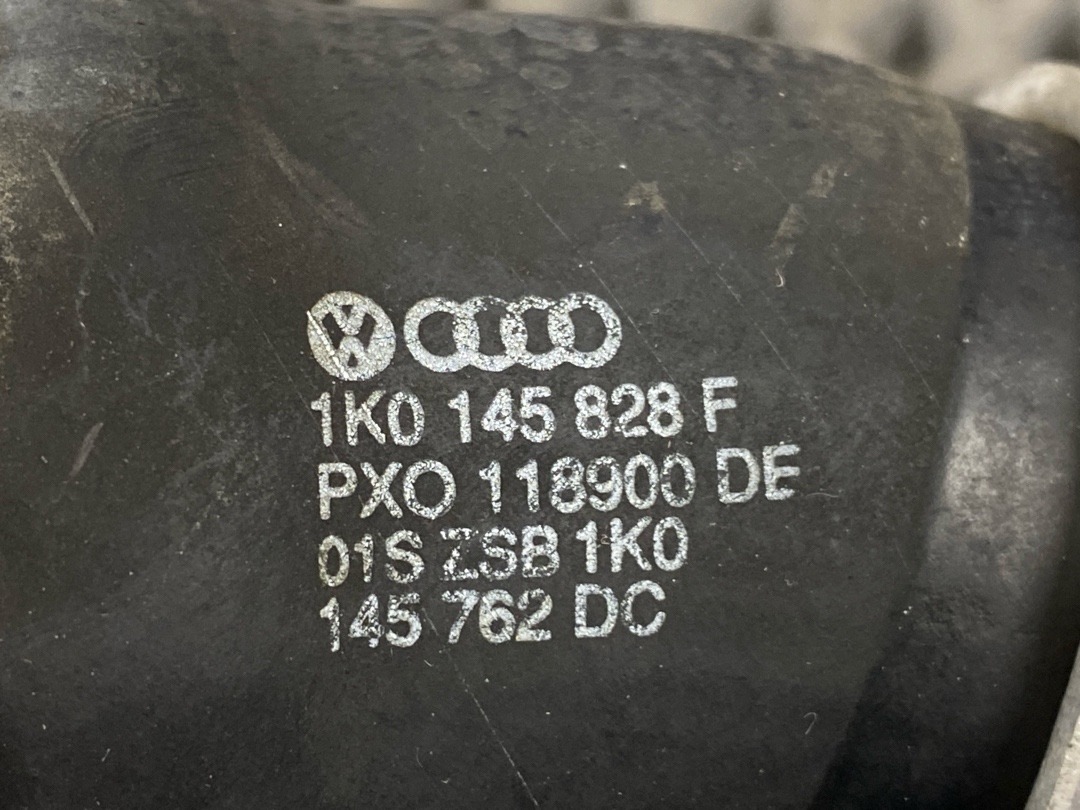 1K0 145 828 F
PXO 118900 DE
01S ZSB 1K0
145 762 DC